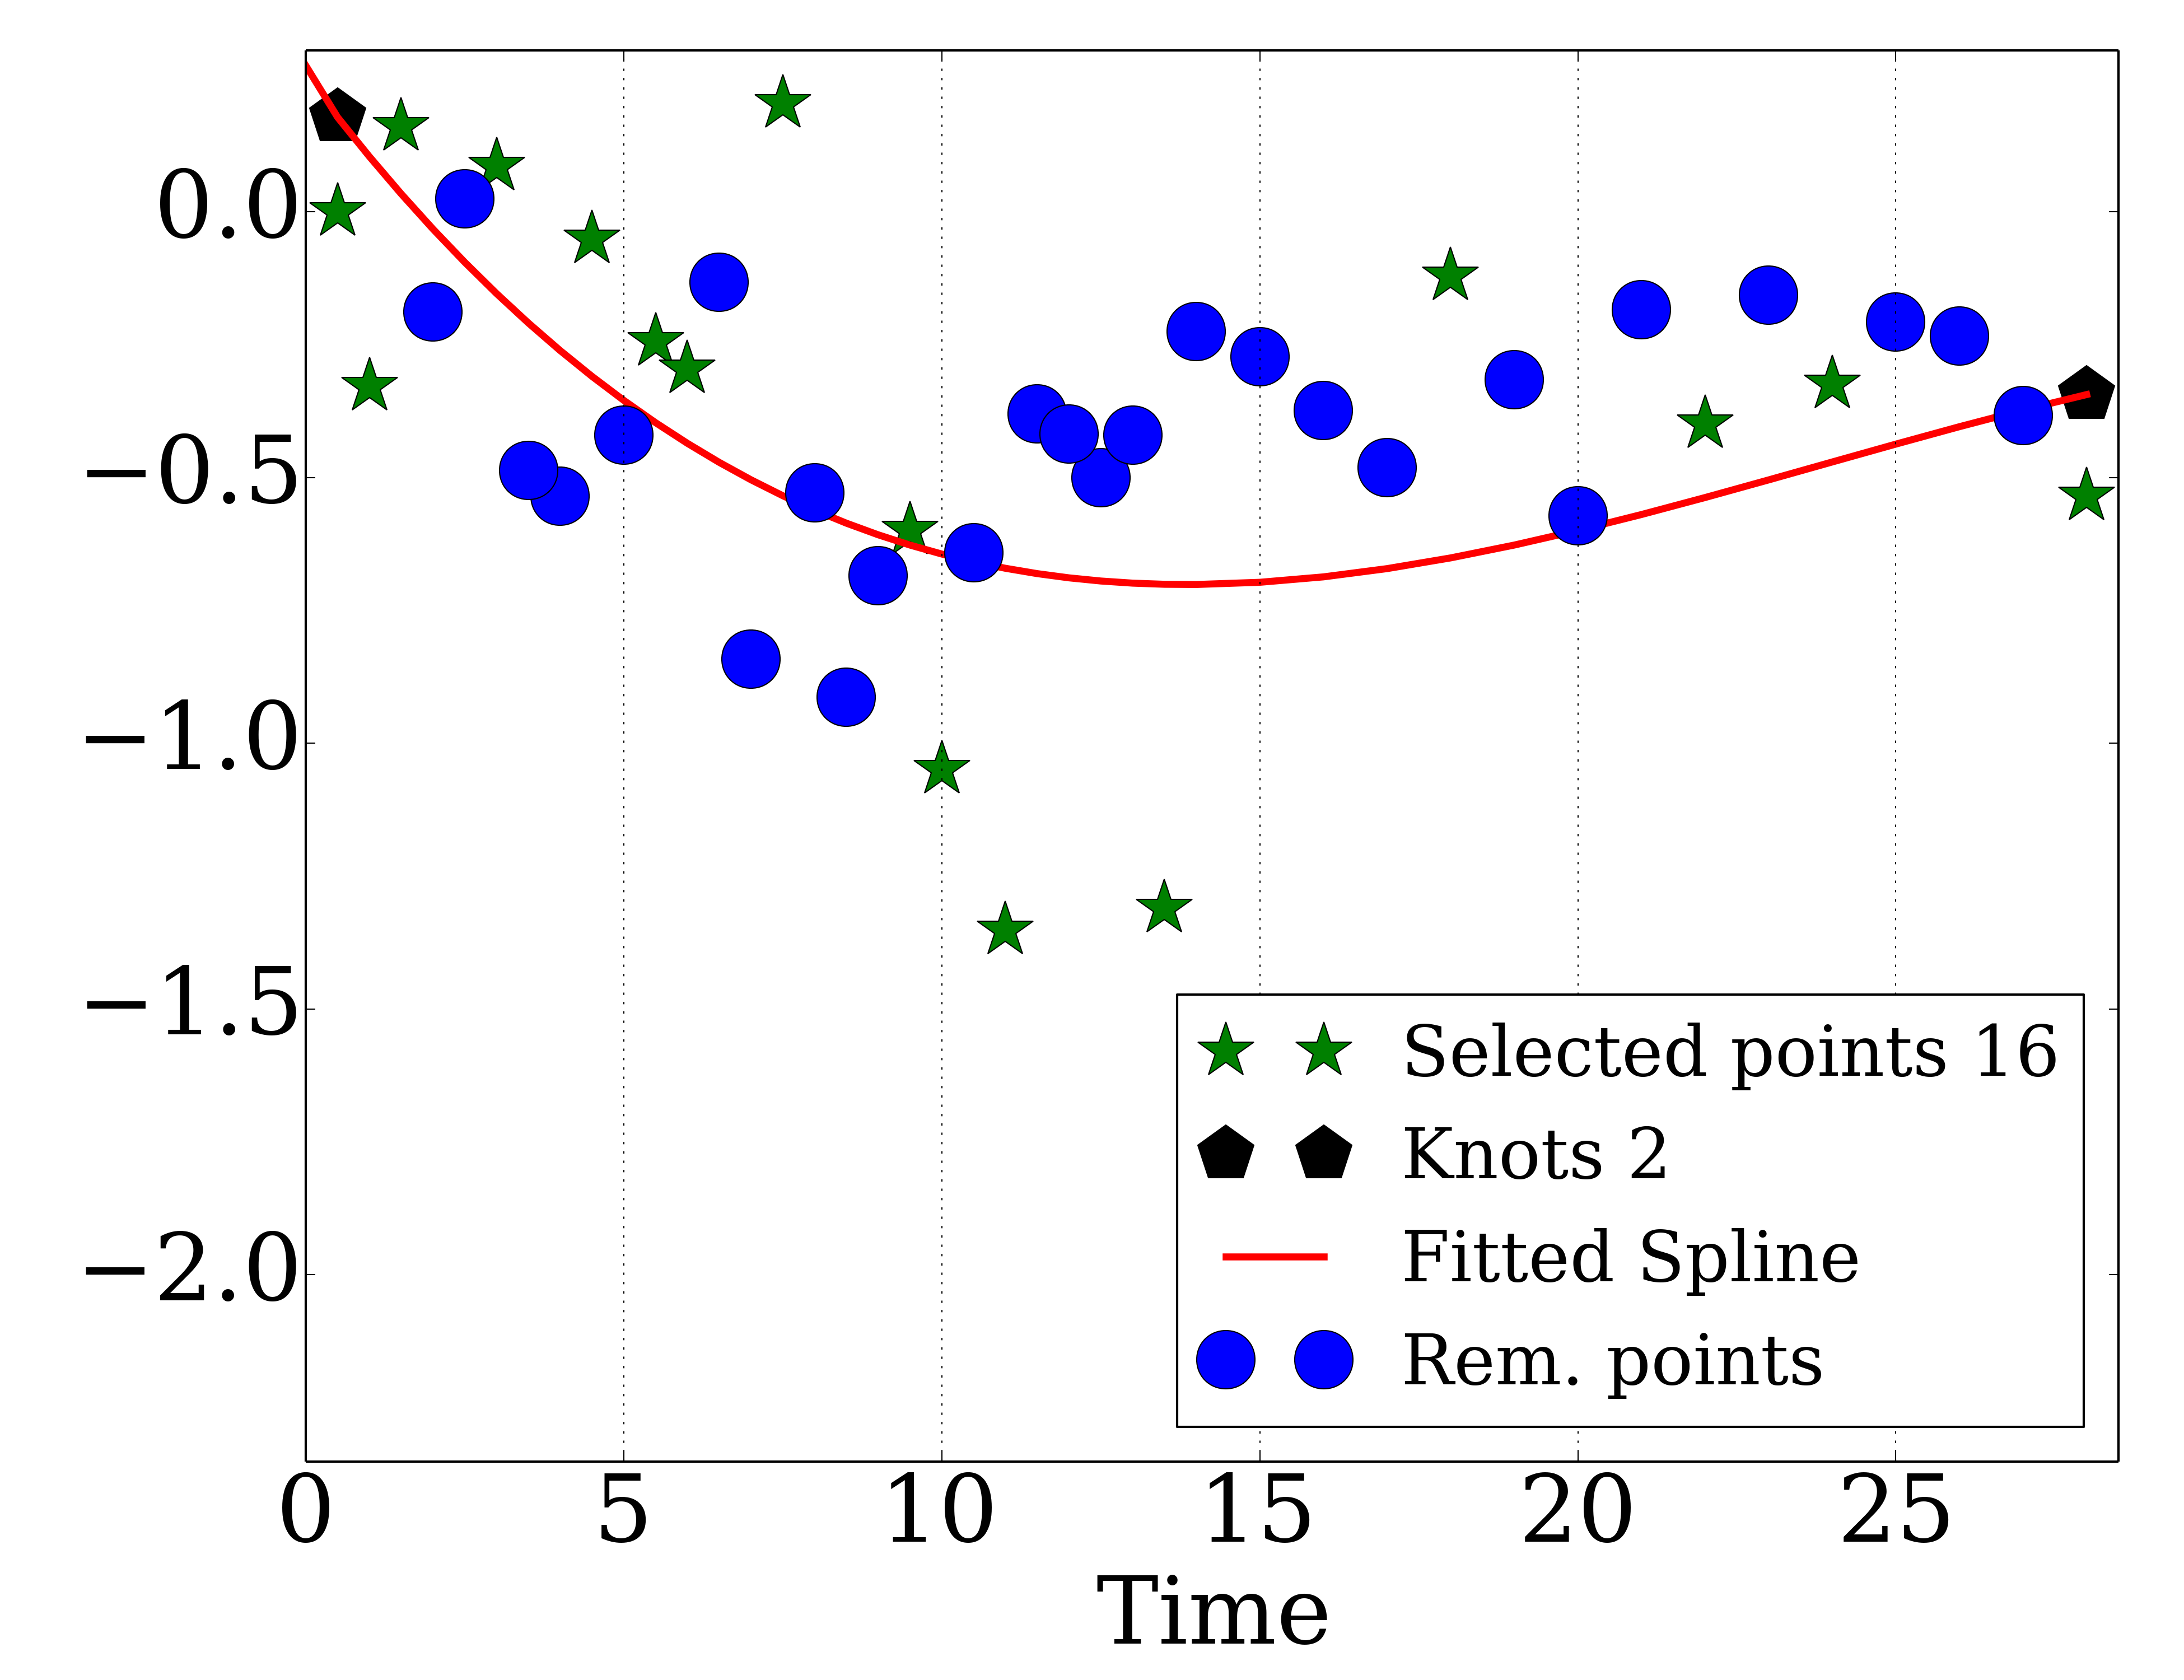 0.0
−0.5
−1.0
−1.5
−2.0
Selected points 16
Knots 2
Fitted Spline
Rem. points
0 5 10 15 20 25
Time